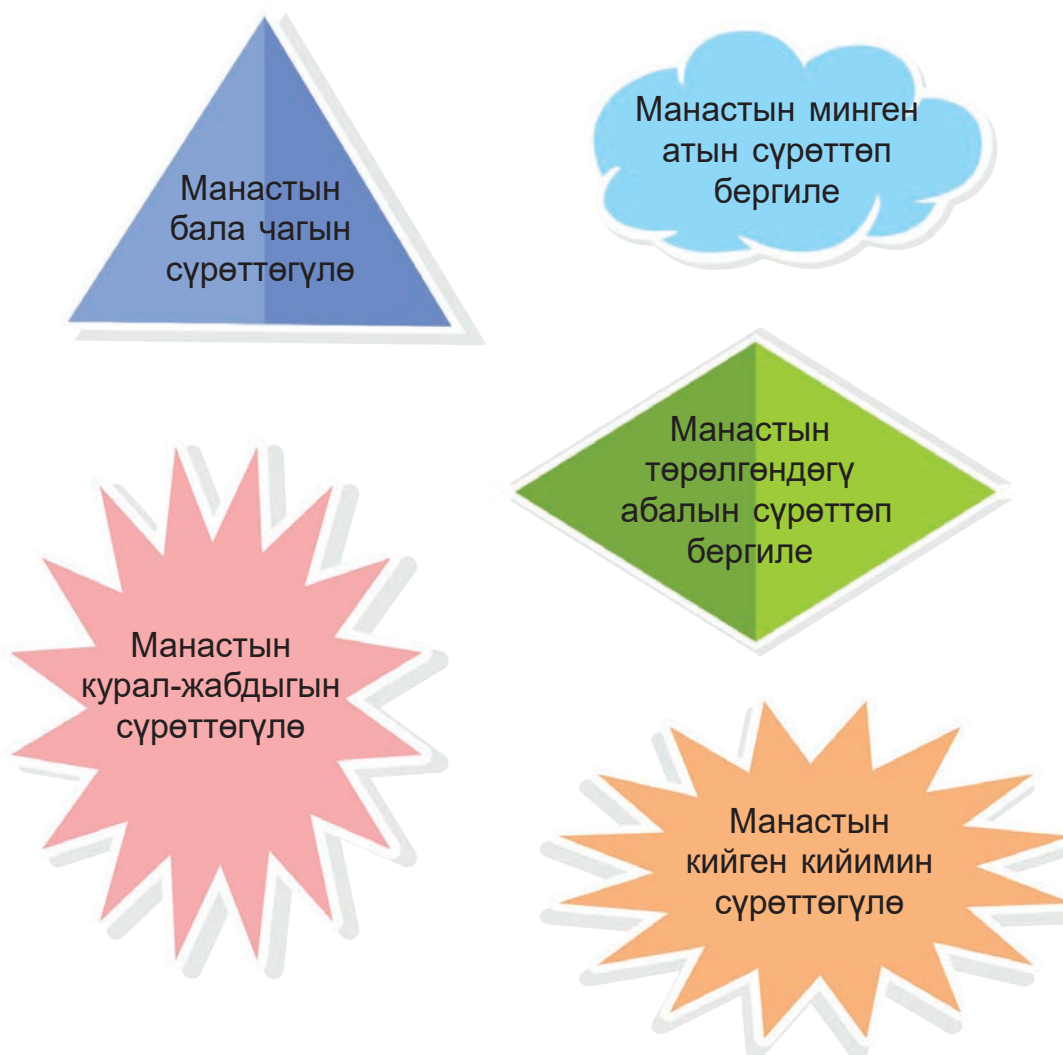 Манастын
бала чагын
сүрөттөгүлө
Манастын минген
атын сүрөттөп
бергиле
Манастын
төрөлгөндөгү
абалын сүрөттөп
бергиле
Манастын
курал-жабдыгын
сүрөттөгүлө
Манастын
кийген кийимин
сүрөттөгүлө